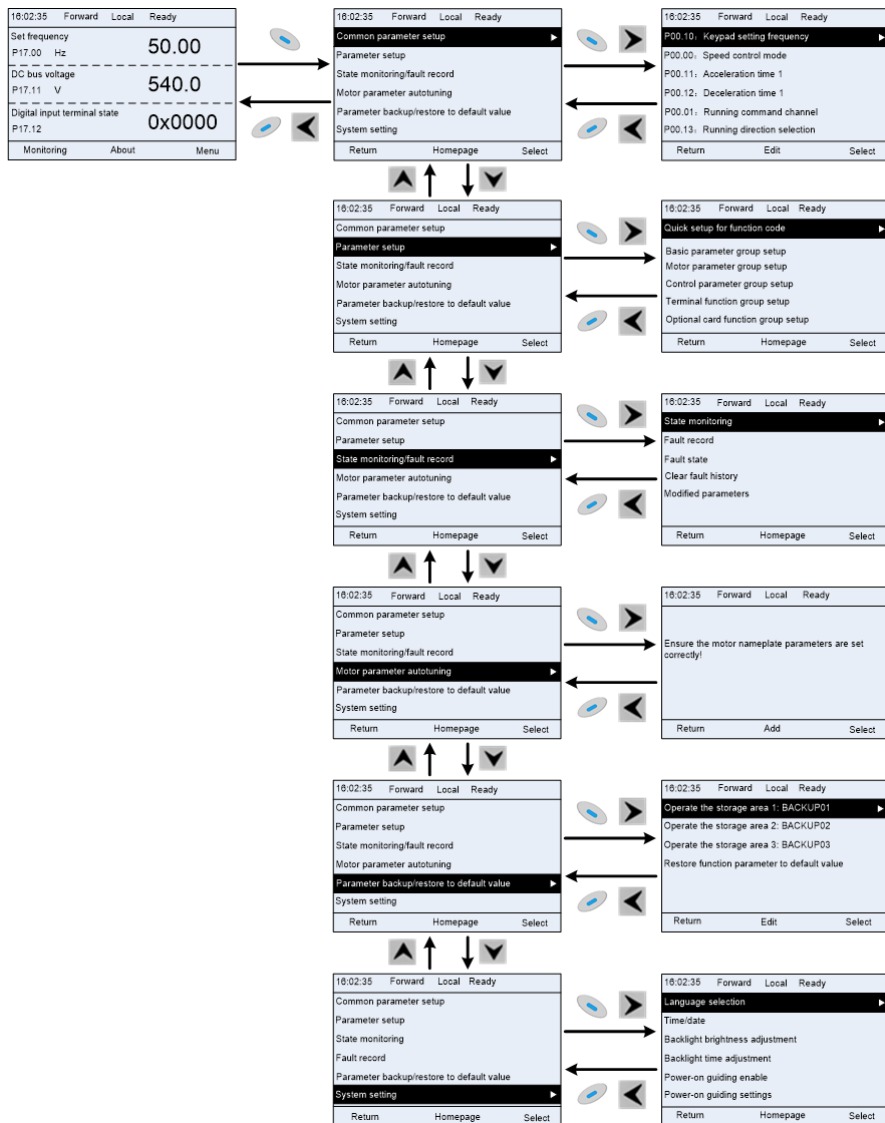 16:02:35 Forward Local Ready
Set frequency
P17.00 Hz 50.00
DC bus voltage
P17.11 V 540.0
Digital input terminal state
P17.12 0x0000
Monitoring About Menu
16:02:35 Forward Local Ready
Common parameter setup
Parameter setup
State monitoring/fault record
Motor parameter autotuning
Parameter backup/restore to default value
System setting
Return Homepage Select
16:02:35 Forward Local Ready
P00.10: Keypad setting frequency
P00.00: Speed control mode
P00.11: Acceleration time 1
P00.12: Deceleration time 1
P00.01: Running command channel
P00.13: Running direction selection
Return Edit Select
16:02:35 Forward Local Ready
Common parameter setup
Parameter setup
State monitoring/fault record
Motor parameter autotuning
Parameter backup/restore to default value
System setting
Return Homepage Select
16:02:35 Forward Local Ready
Quick setup for function code
Basic parameter group setup
Motor parameter group setup
Control parameter group setup
Terminal function group setup
Optional card function group setup
Return Homepage Select
16:02:35 Forward Local Ready
Common parameter setup
Parameter setup
State monitoring/fault record
Motor parameter autotuning
Parameter backup/restore to default value
System setting
Return Homepage Select
16:02:35 Forward Local Ready
State monitoring
Fault record
Fault state
Clear fault history
Modified parameters
Return Homepage Select
16:02:35 Forward Local Ready
Common parameter setup
Parameter setup
State monitoring/fault record
Motor parameter autotuning
Parameter backup/restore to default value
System setting
Return Homepage Select
16:02:35 Forward Local Ready
Ensure the motor nameplate parameters are set
correctly!
Return Add Select
16:02:35 Forward Local Ready
Common parameter setup
Parameter setup
State monitoring/fault record
Motor parameter autotuning
Parameter backup/restore to default value
System setting
Return Homepage Select
16:02:35 Forward Local Ready
Operate the storage area 1: BACKUP01
Operate the storage area 2: BACKUP02
Operate the storage area 3: BACKUP03
Restore function parameter to default value
Return Edit Select
16:02:35 Forward Local Ready
Common parameter setup
Parameter setup
State monitoring
Fault record
Parameter backup/restore to default value
System setting
Return Homepage Select
16:02:35 Forward Local Ready
Language selection
Time/date
Backlight brightness adjustment
Backlight time adjustment
Power-on guiding enable
Power-on guiding settings
Return Homepage Select